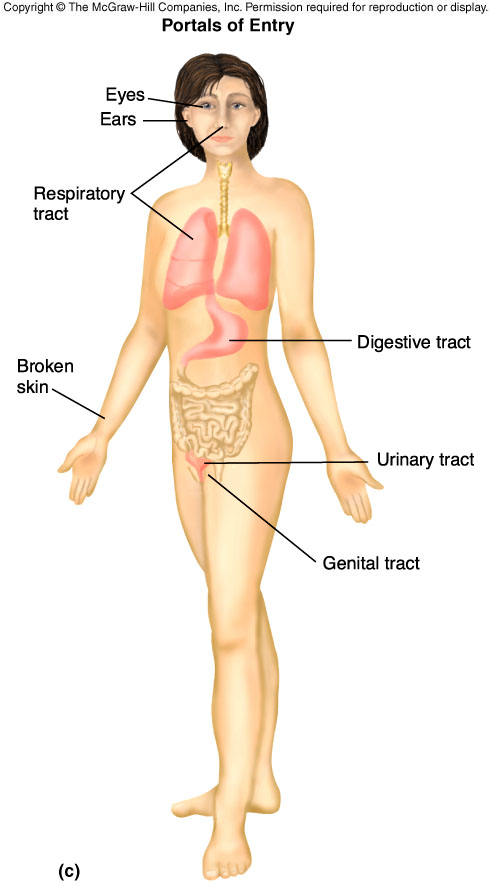 Copyright © The McGraw-Hill Companies, Inc. Permission required for reproduction or display.
Portals of Entry
Eyes
Ears
Respiratory
tract
Digestive tract
Broken
skin
Urinary tract
Genital tract
(c)